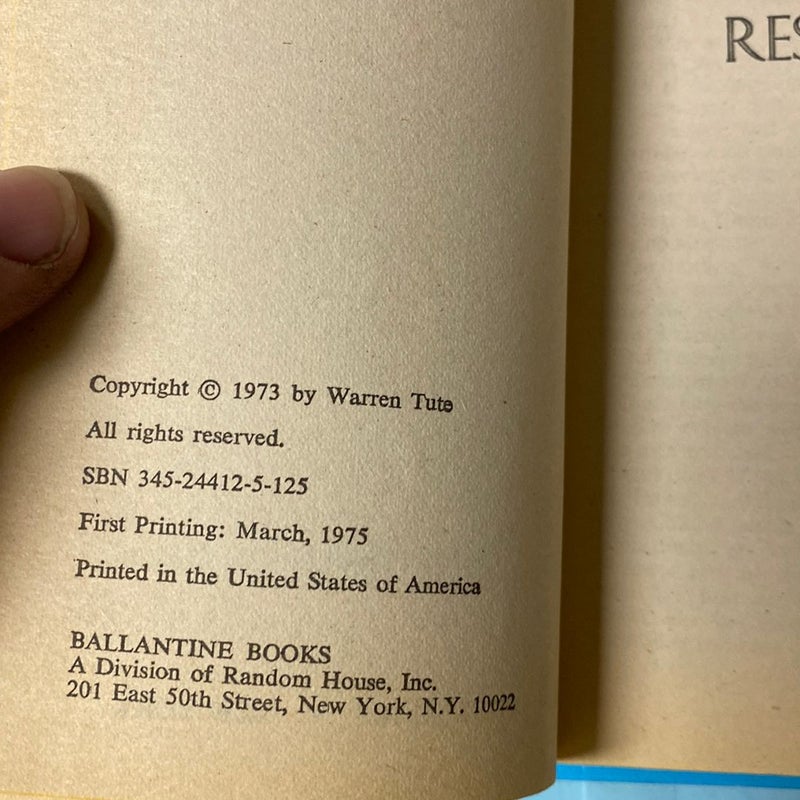 Copyright © 1973 by Warren Tute
All rights reserved.
SBN 345-24412-5-125
First Printing: March, 1975
Printed in the United States of America
BALLANTINE BOOKS
A Division of Random House, Inc.
201 East 50th Street, New York, N.Y. 10022